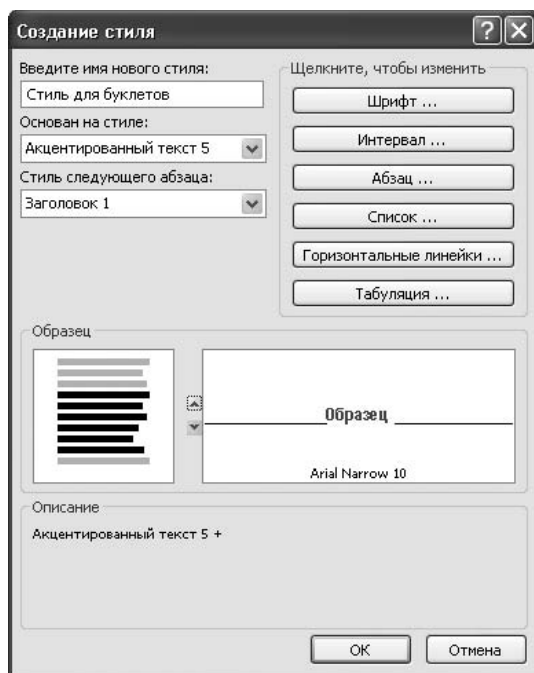 Создание стиля
Введите имя нового стиля:
Стиль для буклетов
Основан на стиле:
Акцентированный текст 5
Стиль следующего абзаца:
Заголовок 1
Щелкните, чтобы изменить
Шрифт ...
Интервал ...
Абзац ...
Список ...
Горизонтальные линейки ...
Табуляция ...
Образец
Образец
Arial Narrow 10
Описание
Акцентированный текст 5 +
ОК
Отмена